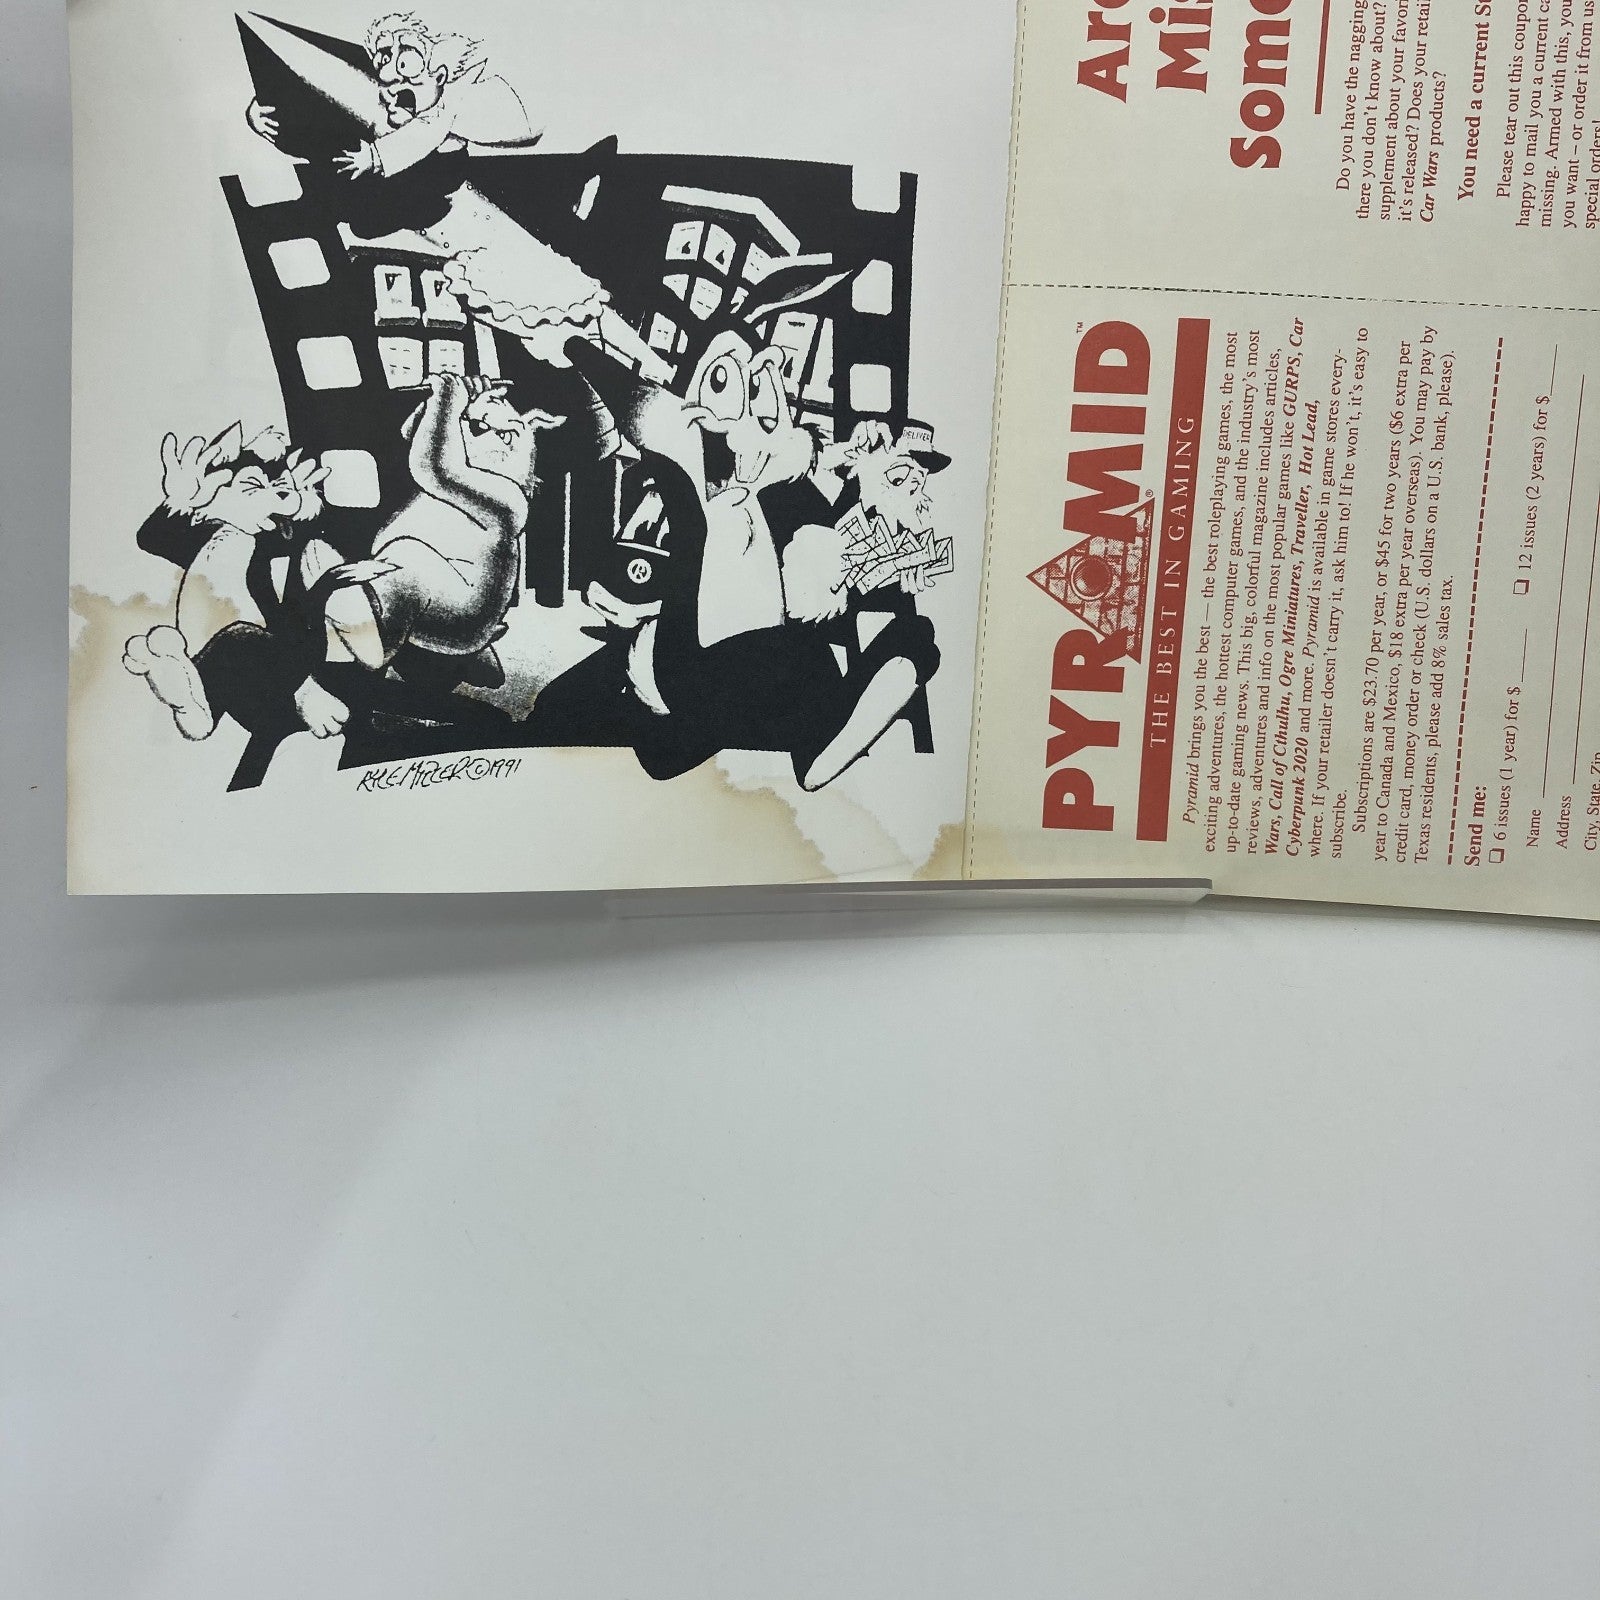 DELIVER
KYLE MILLER ©1991
PYRAMID™
®
THE BEST IN GAMING
Pyramid brings you the best — the best roleplaying games, the most
exciting adventures, the hottest computer games, and the industry's most
up-to-date gaming news. This big, colorful magazine includes articles,
reviews, adventures and info on the most popular games like GURPS, Car
Wars, Call of Cthulhu, Ogre Miniatures, Traveller, Hot Lead,
Cyberpunk 2020 and more. Pyramid is available in game stores every-
where. If your retailer doesn't carry it, ask him to! If he won't, it's easy to
subscribe.
Subscriptions are $23.70 per year, or $45 for two years ($6 extra per
year to Canada and Mexico, $18 extra per year overseas). You may pay by
credit card, money order or check (U.S. dollars on a U.S. bank, please).
Texas residents, please add 8% sales tax.
Send me:
❏ 6 issues (1 year) for $ ❏ 12 issues (2 years) for $
Name
Address
City, State, Zip
Do you have the nagging
there you don't know about?
supplement about your
it's released? Does your
Car Wars products?
You need a current
Please tear out this coupon
happy to mail you a current
missing. Armed with this,
you want – or order it from us
special orders!